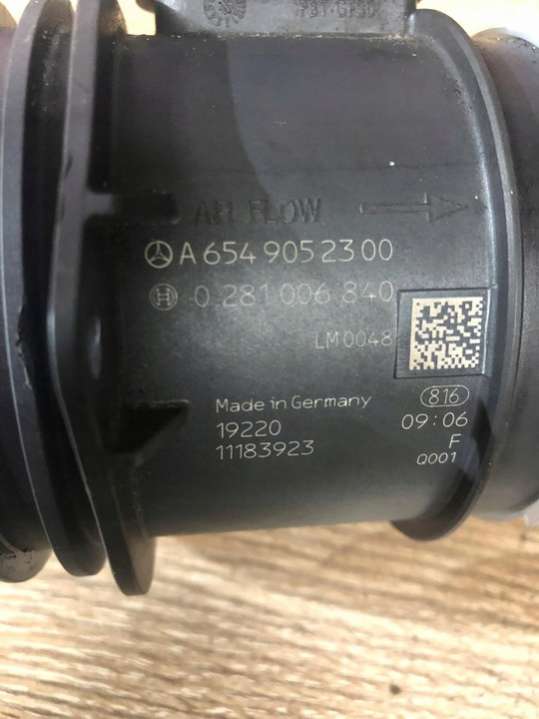 AIR FLOW
A 654 905 23 00
0 281 006 840
LM0048
816
Made in Germany
09:06
19220
F
11183923
Q001